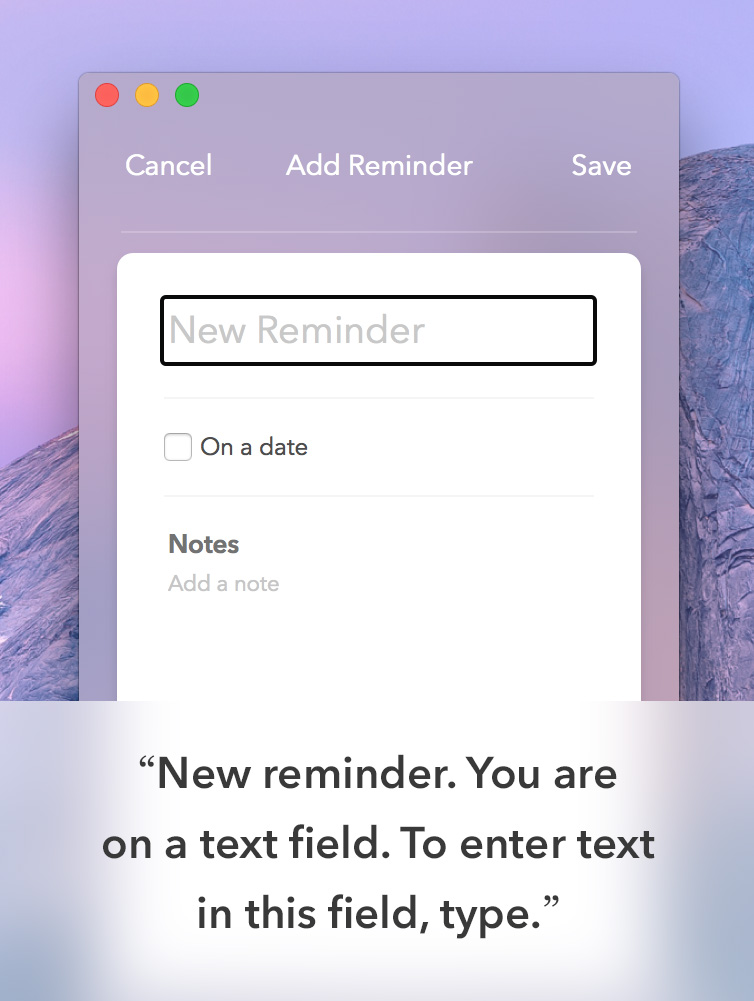 Cancel Add Reminder Save
New Reminder
On a date
Notes
Add a note
“New reminder. You are
on a text field. To enter text
in this field, type.”